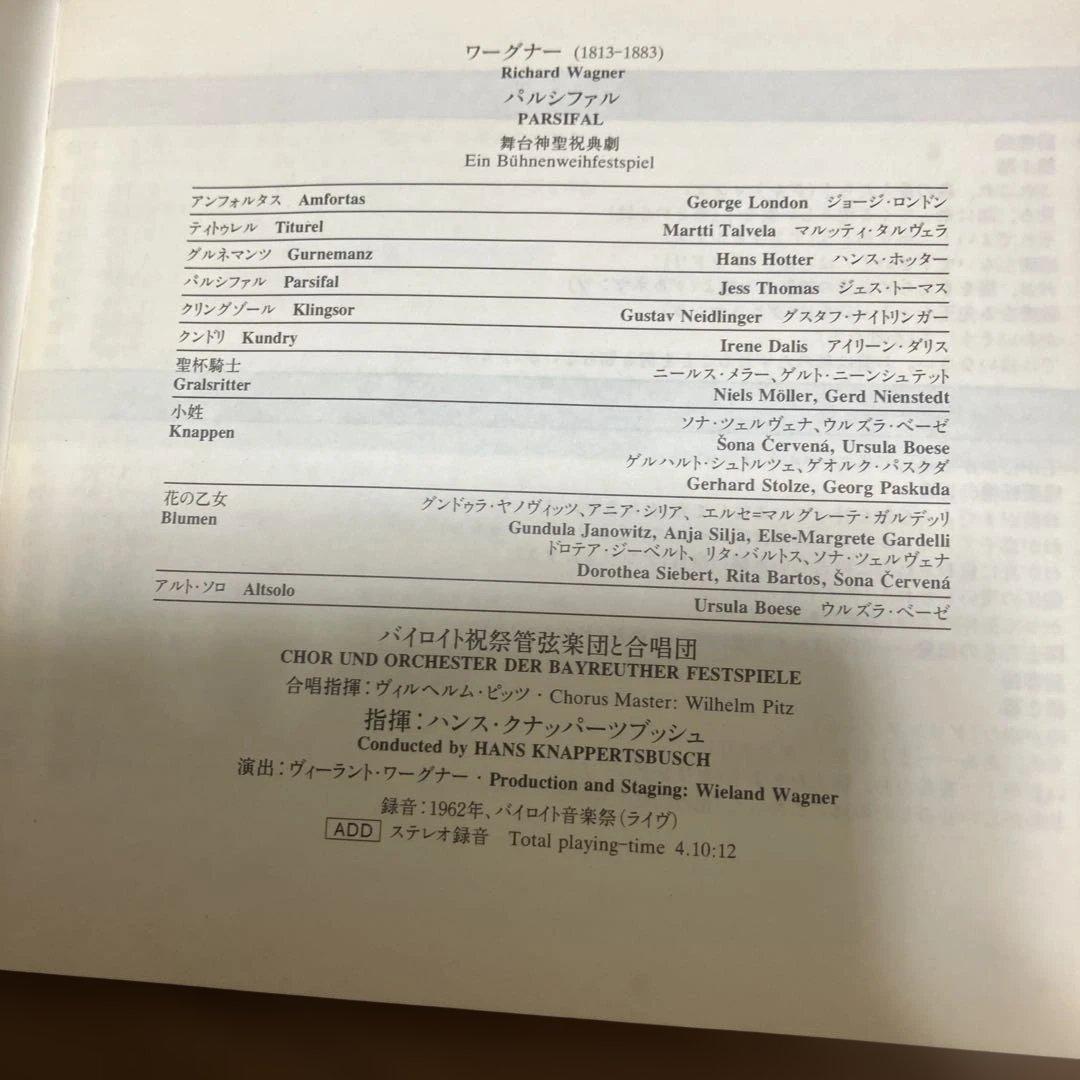 ワーグナー (1813-1883)
Richard Wagner
パルシファル
PARSIFAL
舞台神聖祝典劇
Ein Bühnenweihfestspiel
アンフォルタス Amfortas George London ジョージ・ロンドン
ティトゥレル Titurel Martti Talvela マルッティ・タルヴェラ
グルネマンツ Gurnemanz Hans Hotter ハンス・ホッター
パルシファル Parsifal Jess Thomas ジェス・トーマス
クリングゾール Klingsor Gustav Neidlinger グスタフ・ナイトリンガー
クンドリ Kundry Irene Dalis アイリーン・ダリス
聖杯騎士 ニールス・メラー、ゲルト・ニーンシュテット
Gralsritter Niels Möller, Gerd Nienstedt
小姓 ソナ・ツェルヴェナ、ウルズラ・ベーゼ
Knappen Šona Červená, Ursula Boese
ゲルハルト・シュトルツェ、ゲオルク・パスクダ
Gerhard Stolze, Georg Paskuda
花の乙女 グンドゥラ・ヤノヴィッツ、アニア・シリア、エルセ=マルグレーテ・ガルデッリ
Blumen Gundula Janowitz, Anja Silja, Else-Margrete Gardelli
ドロテア・ジーベルト、リタ・バルトス、ソナ・ツェルヴェナ
Dorothea Siebert, Rita Bartos, Šona Červená
アルト・ソロ Altsolo Ursula Boese ウルズラ・ベーゼ
バイロイト祝祭管弦楽団と合唱団
CHOR UND ORCHESTER DER BAYREUTHER FESTSPIELE
合唱指揮：ヴィルヘルム・ピッツ・Chorus Master: Wilhelm Pitz
指揮：ハンス・クナッパーツブッシュ
Conducted by HANS KNAPPERTSBUSCH
演出：ヴィーラント・ワーグナー・Production and Staging: Wieland Wagner
録音：1962年、バイロイト音楽祭(ライヴ)
ADD ステレオ録音 Total playing-time 4.10:12